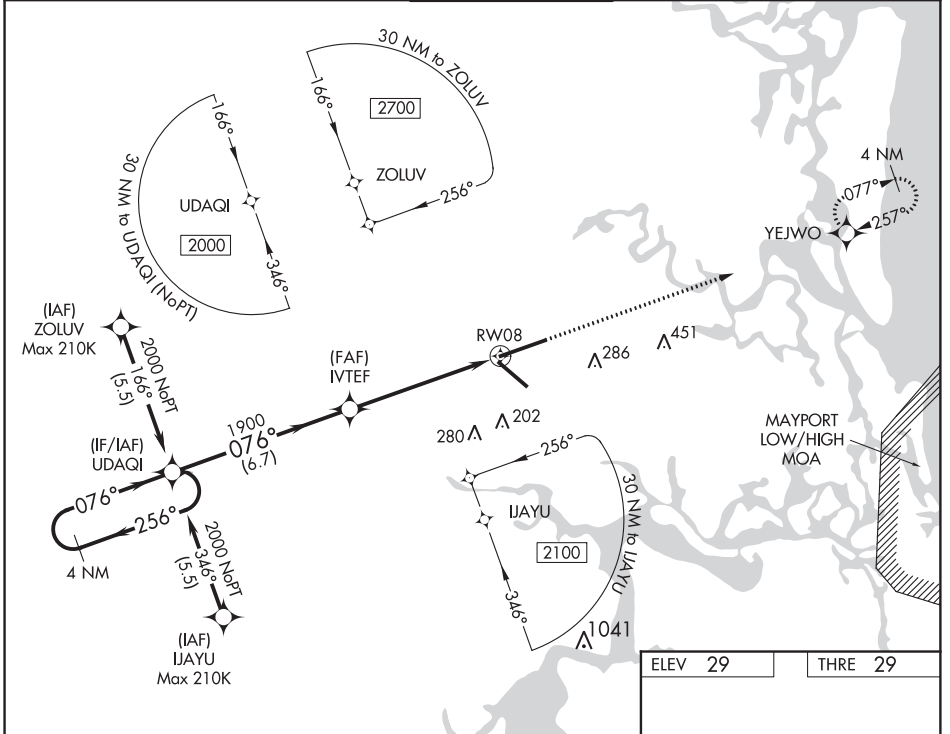 30 NM to ZOLUV
166°
2700
ZOLUV
256°
166°
30 NM to UDAQI (NoPT)
UDAQI
2000
346°
4 NM
077°
257°
YEJWO
(IAF)
ZOLUV
Max 210K
2000 NoPT
166°
(5.5)
(FAF)
IVTEF
RW08
286
451
(IF/IAF)
UDAQI
1900
076°
(6.7)
280
202
MAYPORT
LOW/HIGH
MOA
076°
256°
4 NM
2000 NoPT
346°
(5.5)
(IAF)
IJAYU
Max 210K
256°
30 NM to IJAYU
IJAYU
2100
346°
1041
ELEV 29
THRE 29